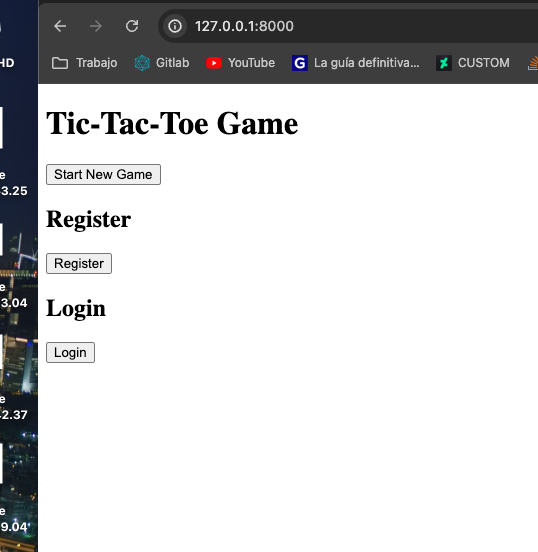 HD
127.0.0.1:8000
Trabajo Gitlab YouTube G La guía definitiva... CUSTOM
Tic-Tac-Toe Game
Start New Game
e
3.25
Register
Register
e
3.04
Login
Login
e
2.37
e
9.04